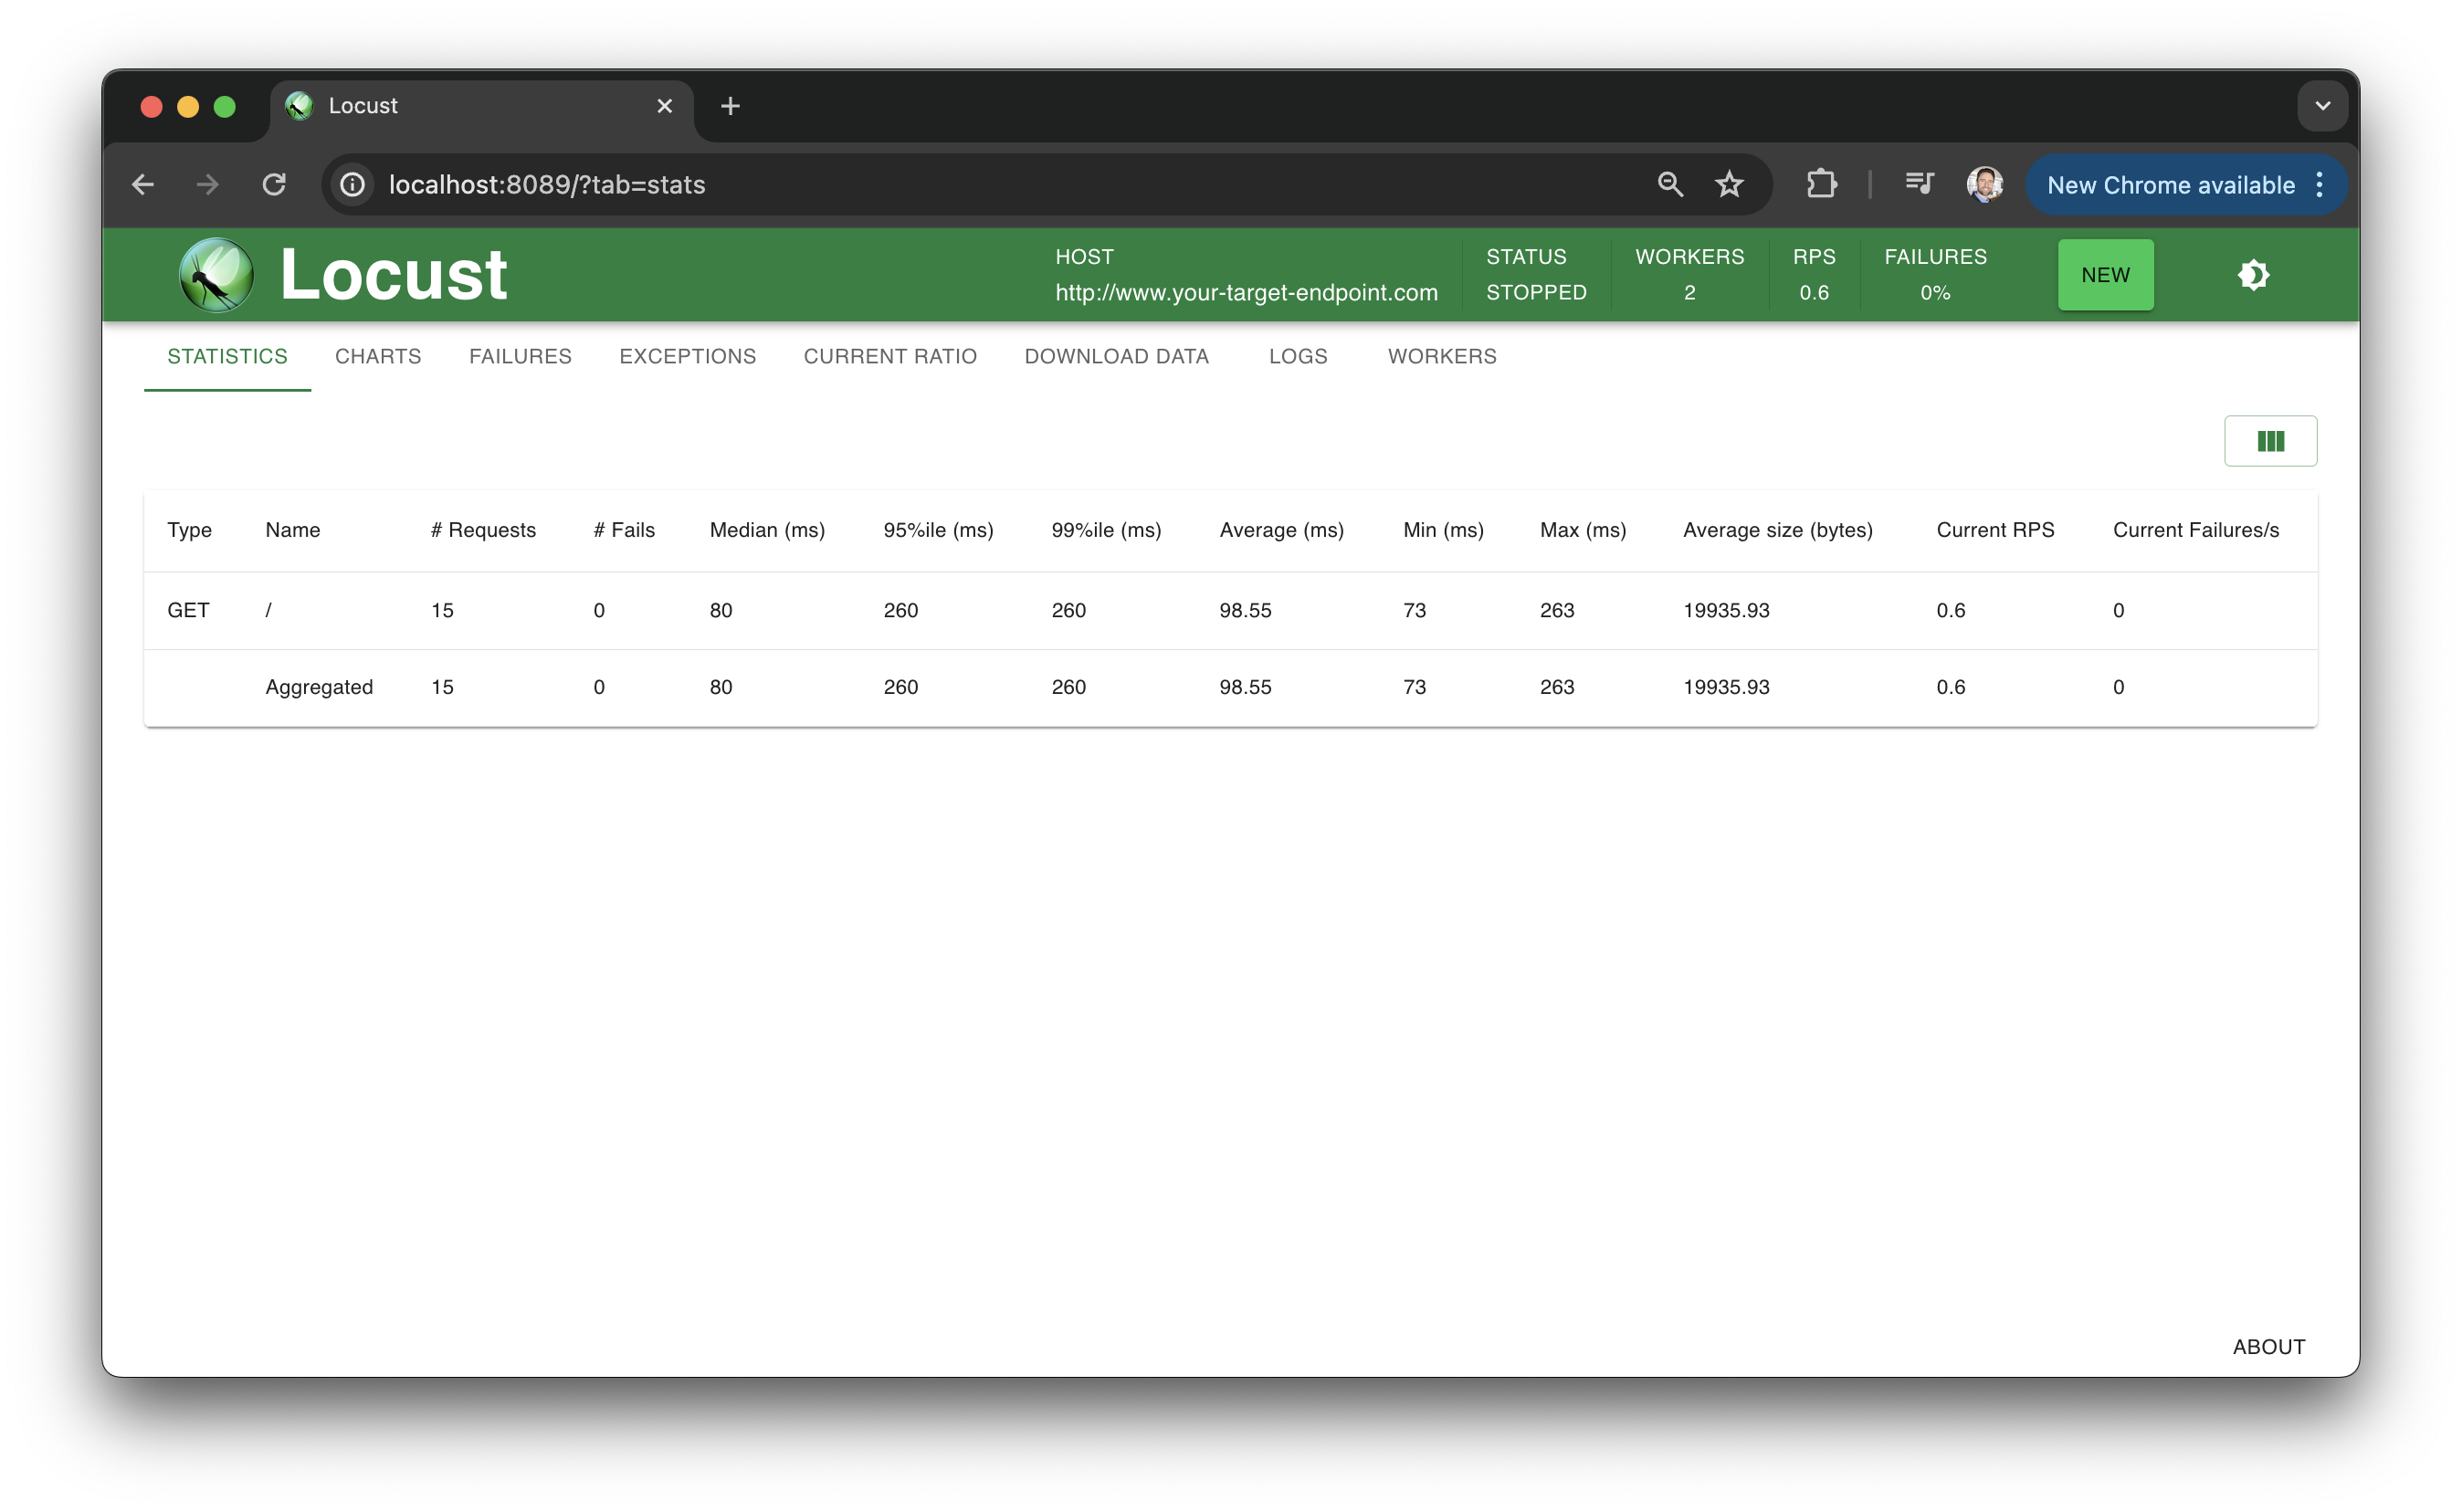 Locust
localhost:8089/?tab=stats
New Chrome available
Locust
HOST
http://www.your-target-endpoint.com
STATUS
STOPPED
WORKERS
2
RPS
0.6
FAILURES
0%
NEW
STATISTICS CHARTS FAILURES EXCEPTIONS CURRENT RATIO DOWNLOAD DATA LOGS WORKERS
Type Name # Requests # Fails Median (ms) 95%ile (ms) 99%ile (ms) Average (ms) Min (ms) Max (ms) Average size (bytes) Current RPS Current Failures/s
GET / 15 0 80 260 260 98.55 73 263 19935.93 0.6 0
Aggregated 15 0 80 260 260 98.55 73 263 19935.93 0.6 0
ABOUT